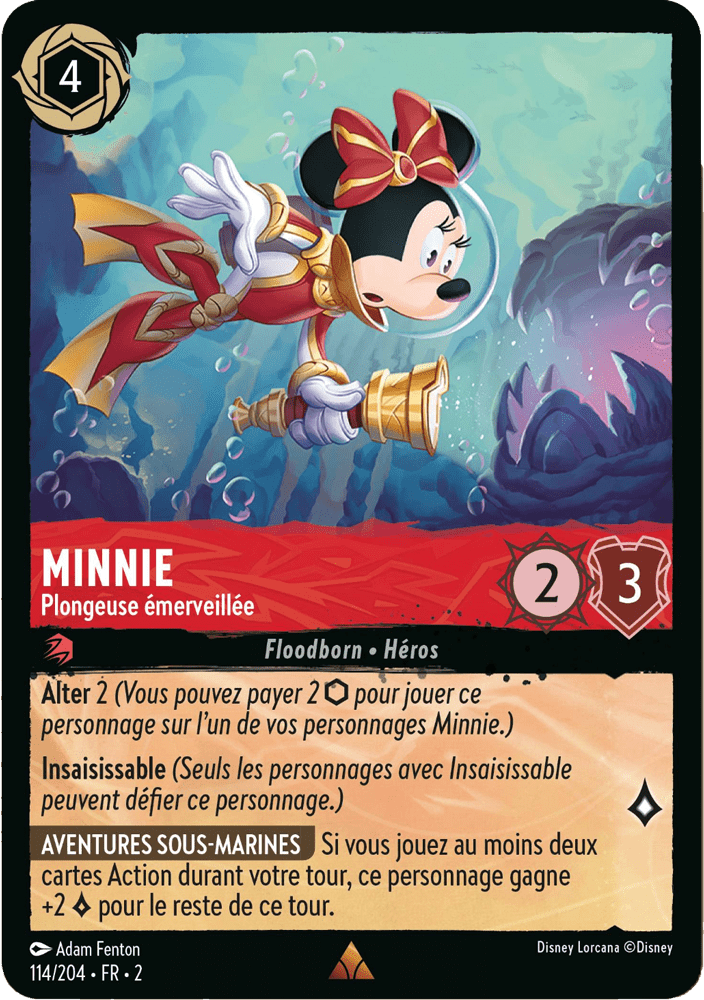 4
MINNIE
Plongeuse émerveillée
2
3
Floodborn • Héros
Alter 2 (Vous pouvez payer 2 pour jouer ce
personnage sur l'un de vos personnages Minnie.)
Insaisissable (Seuls les personnages avec Insaisissable
peuvent défier ce personnage.)
AVENTURES SOUS-MARINES Si vous jouez au moins deux
cartes Action durant votre tour, ce personnage gagne
+2 pour le reste de ce tour.
Adam Fenton
Disney Lorcana ©Disney
114/204 • FR • 2